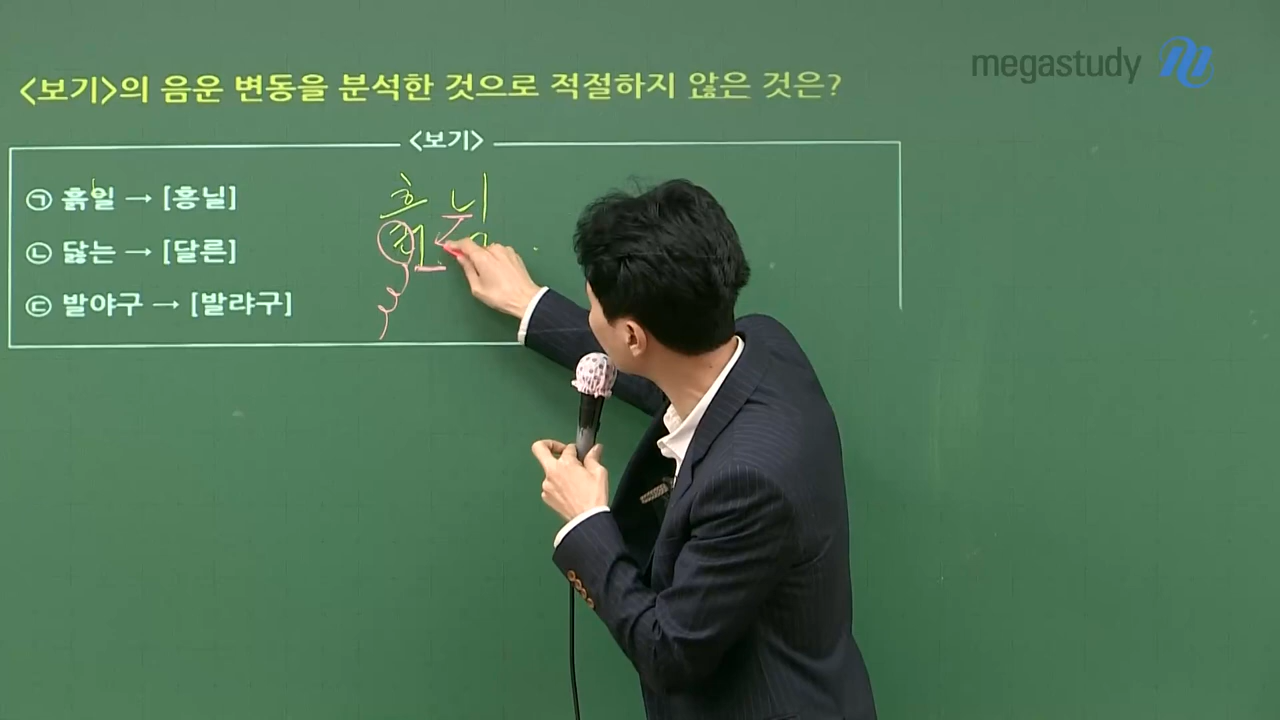 megastudy
<보기>의 음운 변동을 분석한 것으로 적절하지 않은 것은?
<보기>
㉠ 흙일 → [흥닐]
㉡ 닳는 → [달른]
㉢ 발야구 → [발랴구]
흐 니